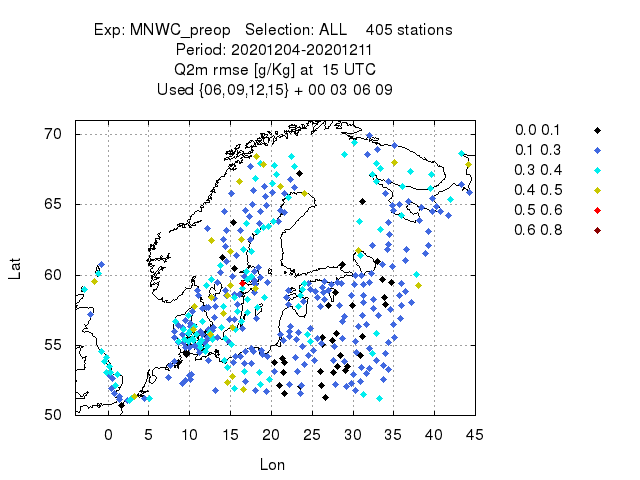 Exp: MNWC_preop Selection: ALL 405 stations
Period: 20201204-20201211
Q2m rmse [g/Kg] at 15 UTC
Used {06,09,12,15} + 00 03 06 09
0.0 0.1
0.1 0.3
0.3 0.4
0.4 0.5
0.5 0.6
0.6 0.8
70
65
60
55
50
Lat
0 5 10 15 20 25 30 35 40 45
Lon